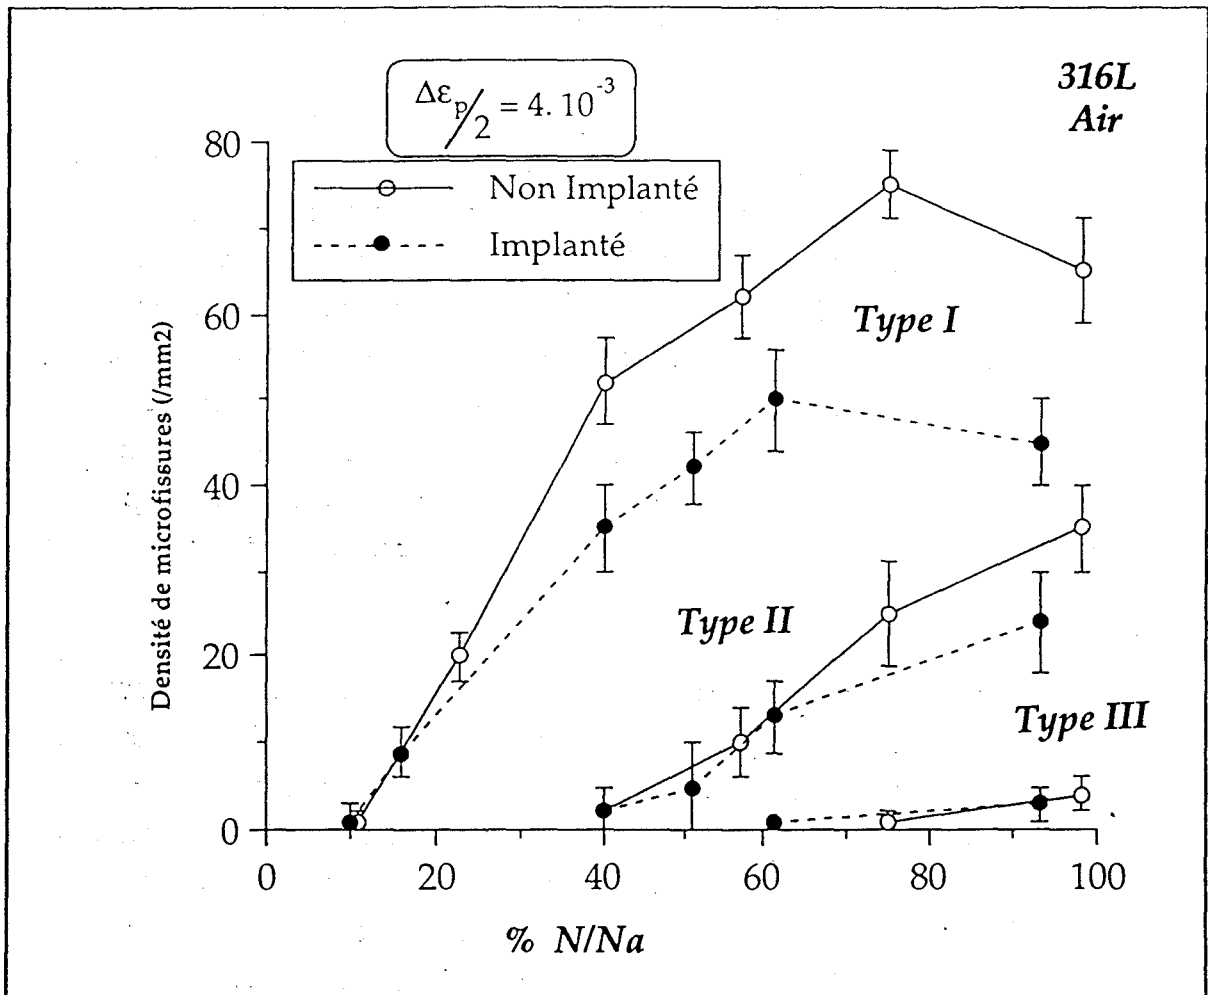 316L
Air
Δεp/2 = 4. 10-3
Non Implanté
Implanté
80
60
40
20
0
Densité de microfissures (/mm2)
Type I
Type II
Type III
0 20 40 60 80 100
% N/Na